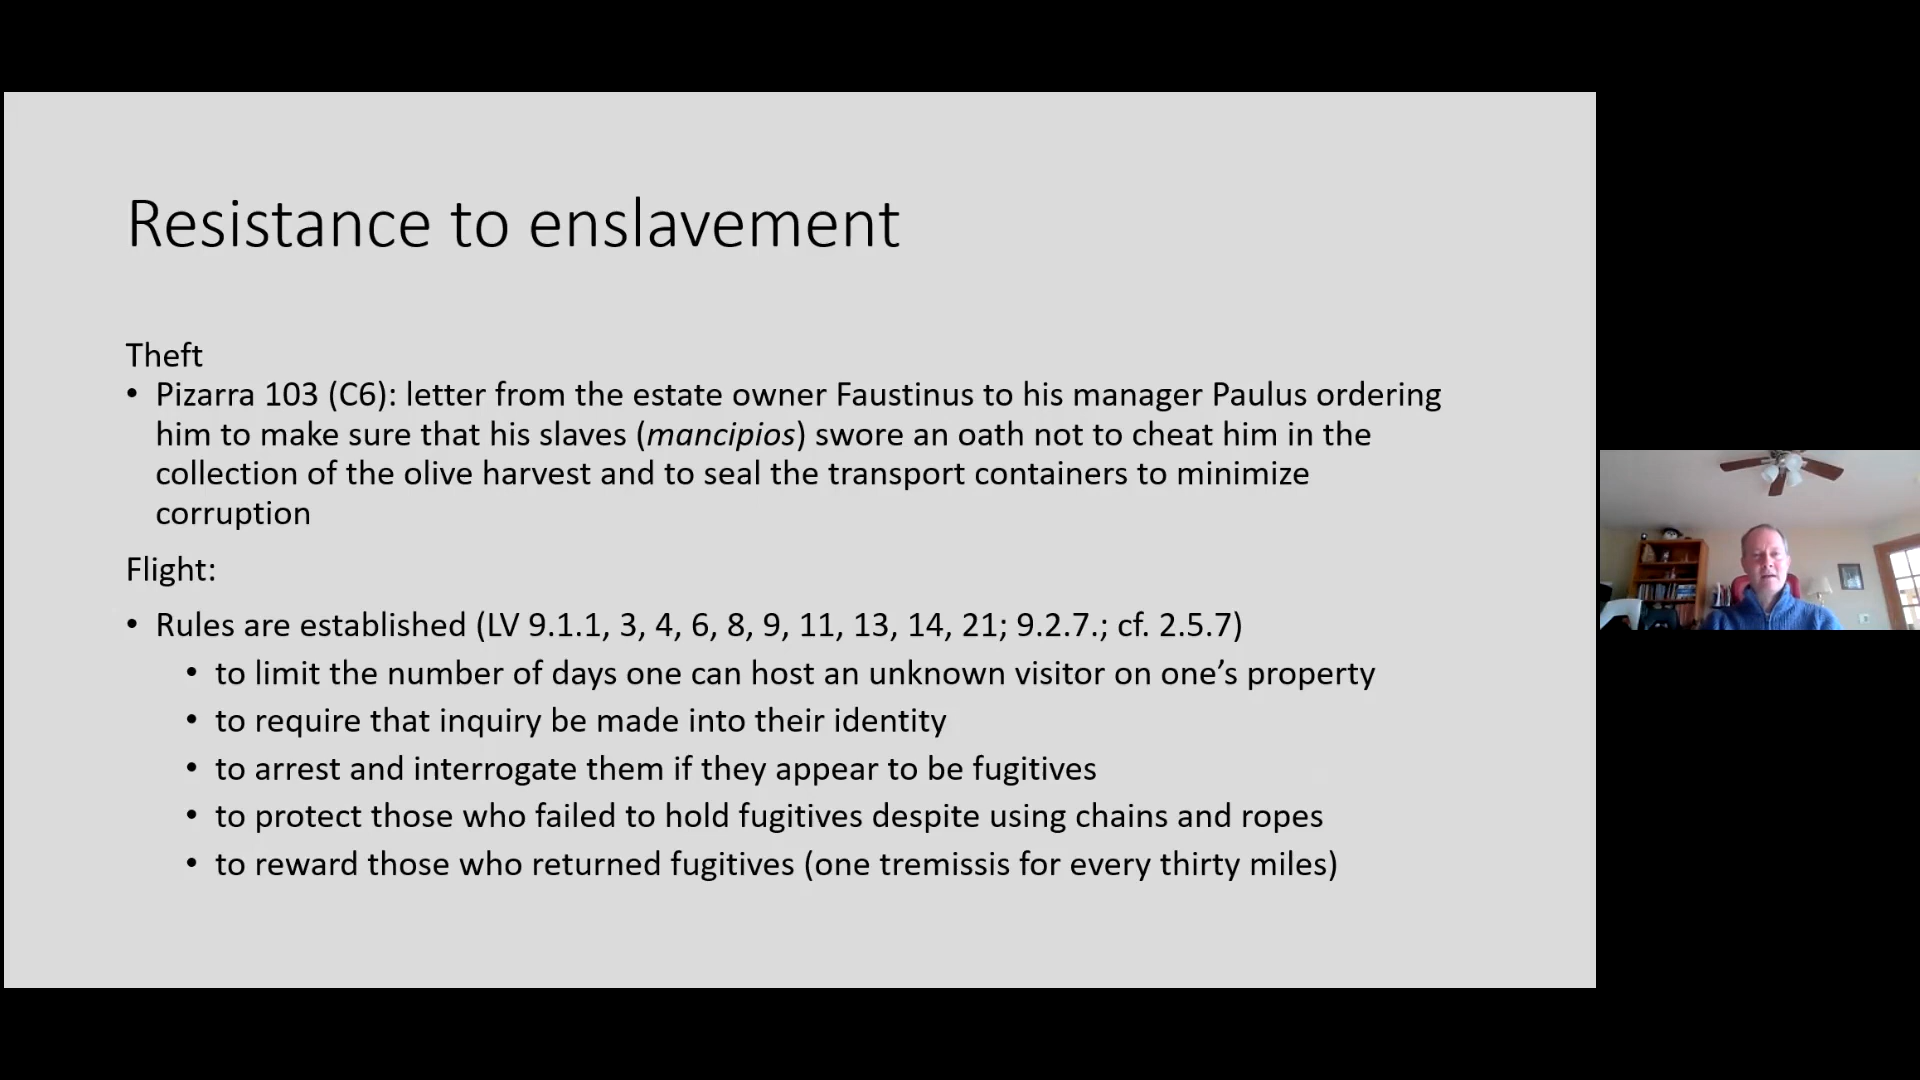 Resistance to enslavement
Theft
• Pizarra 103 (C6): letter from the estate owner Faustinus to his manager Paulus ordering
him to make sure that his slaves (mancipios) swore an oath not to cheat him in the
collection of the olive harvest and to seal the transport containers to minimize
corruption
Flight:
• Rules are established (LV 9.1.1, 3, 4, 6, 8, 9, 11, 13, 14, 21; 9.2.7.; cf. 2.5.7)
• to limit the number of days one can host an unknown visitor on one’s property
• to require that inquiry be made into their identity
• to arrest and interrogate them if they appear to be fugitives
• to protect those who failed to hold fugitives despite using chains and ropes
• to reward those who returned fugitives (one tremissis for every thirty miles)